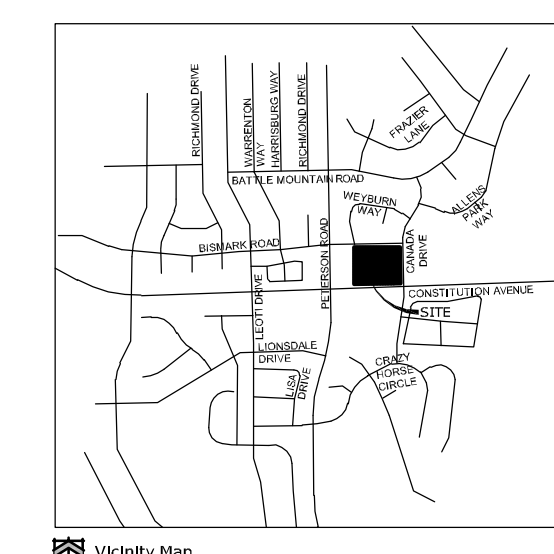 RICHMOND DRIVE
WARRENTON
WAY
HARRISBURG WAY
RICHMOND DRIVE
FRAZIER
LANE
BATTLE MOUNTAIN ROAD
WEYBURN
WAY
ALLENS
PARK
WAY
BISMARK ROAD
PETERSON ROAD
CANADA
DRIVE
LEOTI DRIVE
CONSTITUTION AVENUE
SITE
LIONSDALE
DRIVE
LISA
DRIVE
CRAZY
HORSE
CIRCLE
Vicinity Map